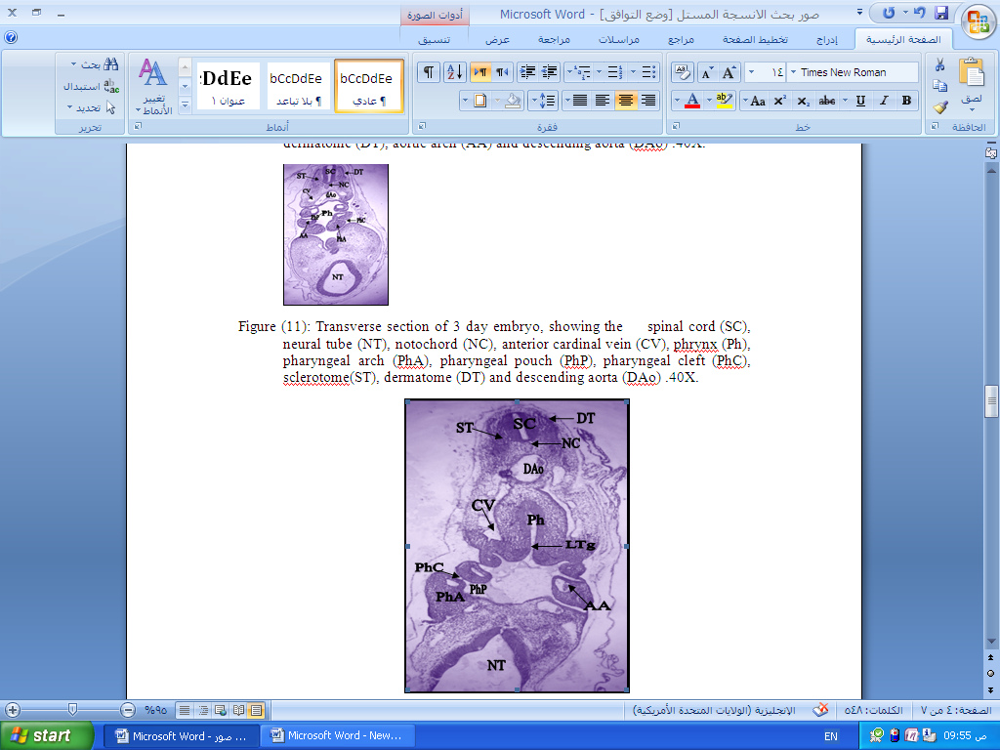 صور بحث الانسجة المستل [وضع التوافق] - Microsoft Word
أدوات الصورة
الصفحة الرئيسية
إدراج
تخطيط الصفحة
مراجع
مراسلات
مراجعة
عرض
تنسيق
لصق
الحافظة
Times New Roman
١٤
B I U abc X₂ X² Aa
خط
فقرة
¶ عادي
¶ بلا تباعد
عنوان ١
bCcDdEe
bCcDdEe
:DdEe
تغيير الأنماط
أنماط
بحث
استبدال
تحديد
تحرير
dermatome (DT), aortic arch (AA) and descending aorta (DAo) .40X.
ST
SC
DT
NC
CV
dAo
Ph
PhP
PhC
AA
PhA
NT
Figure (11): Transverse section of 3 day embryo, showing the spinal cord (SC),
neural tube (NT), notochord (NC), anterior cardinal vein (CV), phrynx (Ph),
pharyngeal arch (PhA), pharyngeal pouch (PhP), pharyngeal cleft (PhC),
sclerotome(ST), dermatome (DT) and descending aorta (DAo) .40X.
ST
SC
DT
NC
DAo
CV
Ph
LTg
PhC
PhP
PhA
AA
NT
الصفحة: ٤ من ٧
الكلمات: ٥٤٨
الإنجليزية (الولايات المتحدة الأمريكية)
٩٥%
start
صور - Microsoft Word ...
Microsoft Word - New...
EN
09:55 ص